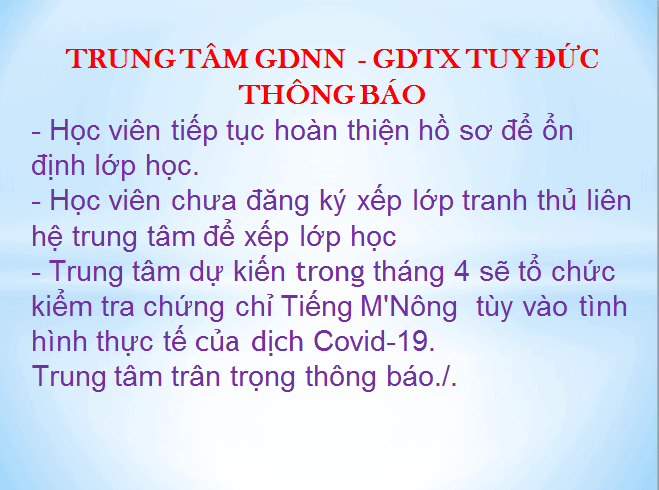 TRUNG TÂM GDNN - GDTX TUY ĐỨC
THÔNG BÁO
- Học viên tiếp tục hoàn thiện hồ sơ để ổn
định lớp học.
- Học viên chưa đăng ký xếp lớp tranh thủ liên
hệ trung tâm để xếp lớp học
- Trung tâm dự kiến trong tháng 4 sẽ tổ chức
kiểm tra chứng chỉ Tiếng M'Nông tùy vào tình
hình thực tế của dịch Covid-19.
Trung tâm trân trọng thông báo./.